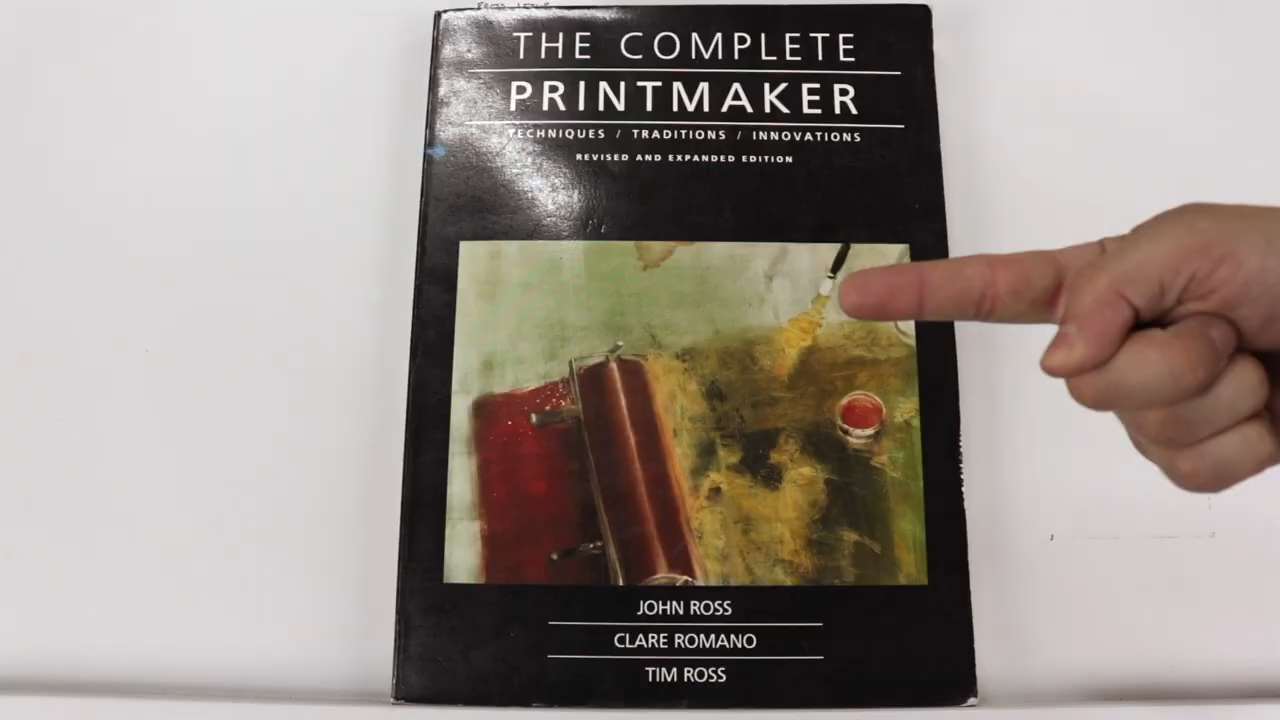 THE COMPLETE
PRINTMAKER
TECHNIQUES / TRADITIONS / INNOVATIONS
REVISED AND EXPANDED EDITION
JOHN ROSS
CLARE ROMANO
TIM ROSS